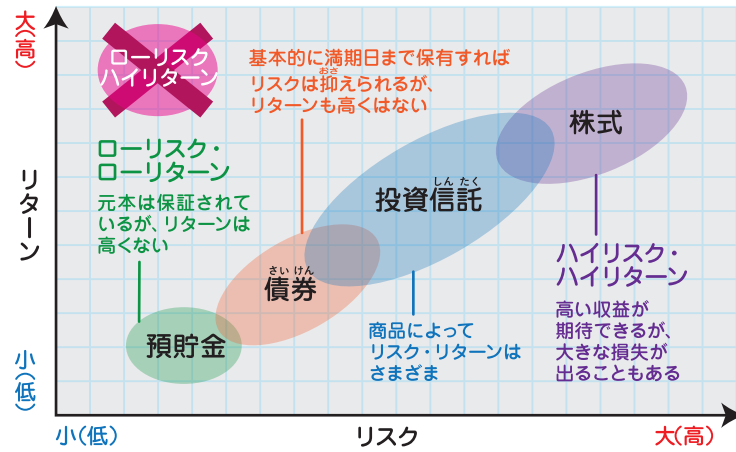 大(高)
リターン
小(低)
ローリスク
ハイリターン
基本的に満期日まで保有すれば
おさ
リスクは抑えられるが、
リターンも高くはない
ローリスク・
ローリターン
元本は保証されて
いるが、リターンは
高くない
預貯金
さい けん
債券
しん たく
投資信託
商品によって
リスク・リターンは
さまざま
株式
ハイリスク・
ハイリターン
高い収益が
期待できるが、
大きな損失が
出ることもある
小(低)
リスク
大(高)